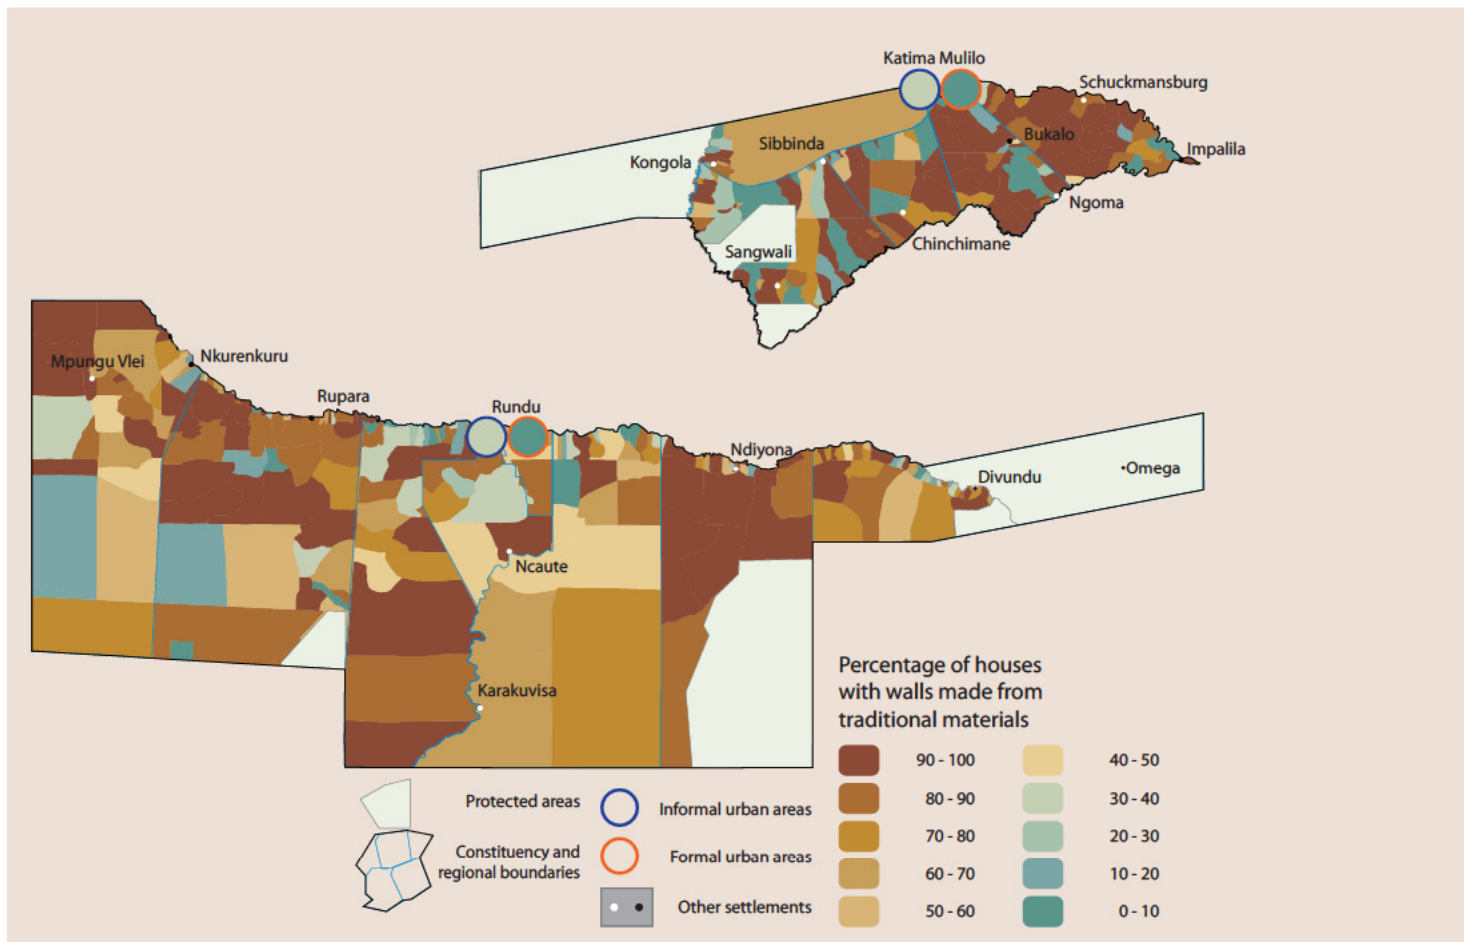 Katima Mulilo
Schuckmansburg
Bukalo
Sibbinda
Impalila
Kongola
Ngoma
Chinchimane
Sangwali
Mpungu Vlei
Nkurenkuru
Rupara
Rundu
Ndiyona
Omega
Divundu
Ncaute
Karakuvisa
Percentage of houses
with walls made from
traditional materials
90 - 100
80 - 90
70 - 80
60 - 70
50 - 60
40 - 50
30 - 40
20 - 30
10 - 20
0 - 10
Protected areas
Constituency and
regional boundaries
Informal urban areas
Formal urban areas
Other settlements